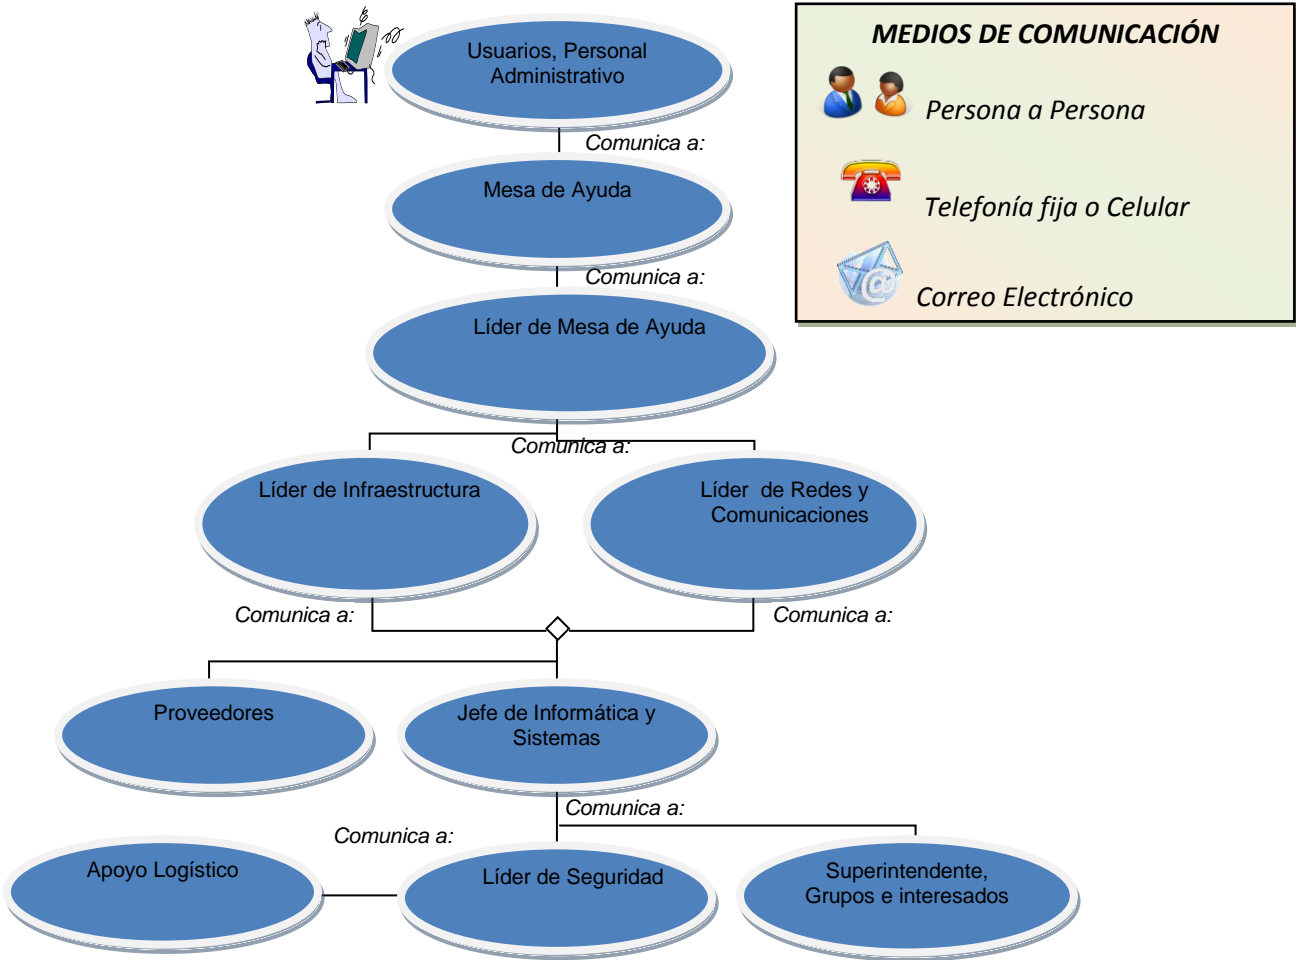 Usuarios, Personal
Administrativo
Comunica a:
Mesa de Ayuda
Comunica a:
Líder de Mesa de Ayuda
Comunica a:
Líder de Infraestructura
Líder de Redes y
Comunicaciones
Comunica a:
Comunica a:
Proveedores
Jefe de Informática y
Sistemas
Comunica a:
Comunica a:
Apoyo Logístico
Líder de Seguridad
Superintendente,
Grupos e interesados
MEDIOS DE COMUNICACIÓN
Persona a Persona
Telefonía fija o Celular
Correo Electrónico